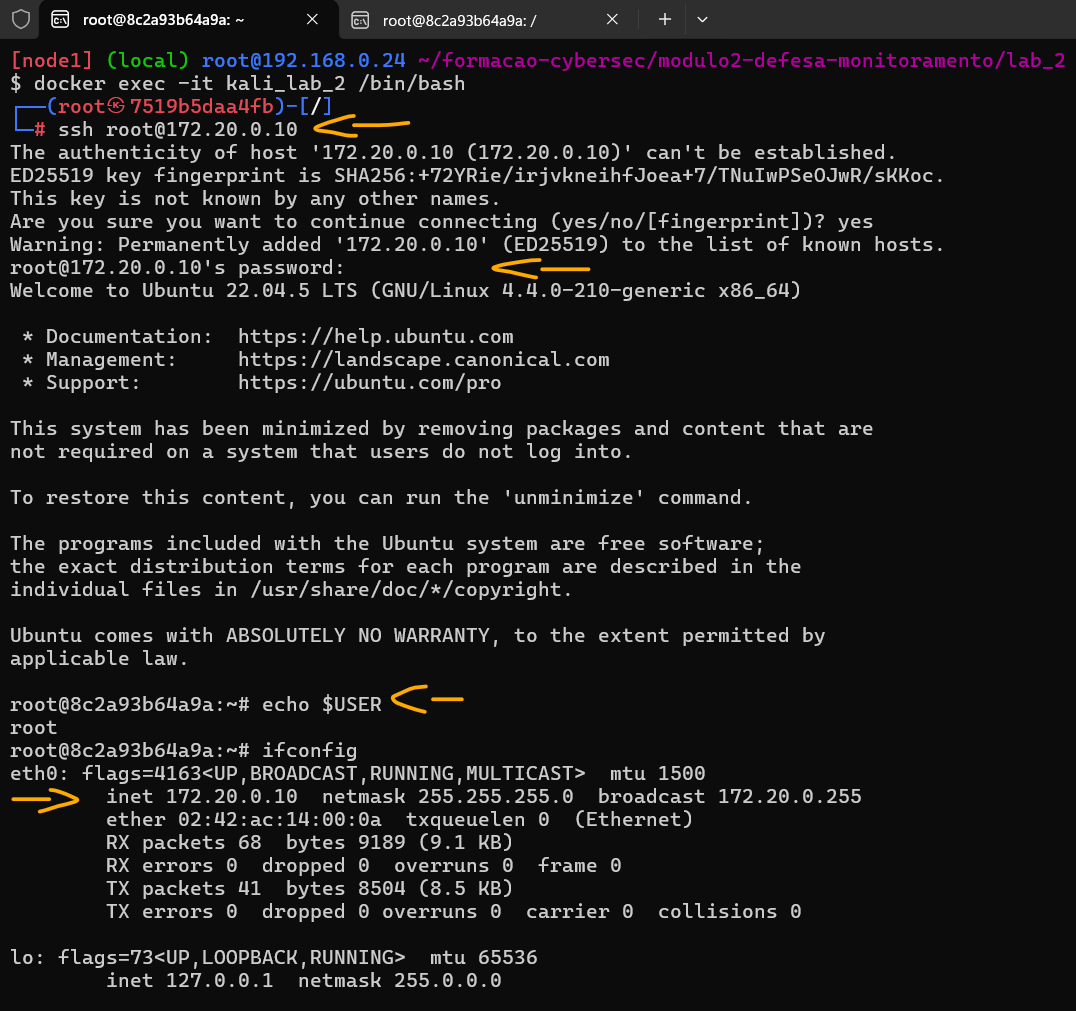 root@8c2a93b64a9a: ~
root@8c2a93b64a9a: /
[node1] (local) root@192.168.0.24 ~/formacao-cybersec/modulo2-defesa-monitoramento/lab_2
$ docker exec -it kali_lab_2 /bin/bash
┌──(root㉿7519b5daa4fb)-[/]
└─# ssh root@172.20.0.10
The authenticity of host '172.20.0.10 (172.20.0.10)' can't be established.
ED25519 key fingerprint is SHA256:+72YRie/irjvkneihfJoea+7/TNuIwPSeOJwR/sKKoc.
This key is not known by any other names.
Are you sure you want to continue connecting (yes/no/[fingerprint])? yes
Warning: Permanently added '172.20.0.10' (ED25519) to the list of known hosts.
root@172.20.0.10's password:
Welcome to Ubuntu 22.04.5 LTS (GNU/Linux 4.4.0-210-generic x86_64)
 * Documentation:  https://help.ubuntu.com
 * Management:     https://landscape.canonical.com
 * Support:        https://ubuntu.com/pro
This system has been minimized by removing packages and content that are
not required on a system that users do not log into.
To restore this content, you can run the 'unminimize' command.
The programs included with the Ubuntu system are free software;
the exact distribution terms for each program are described in the
individual files in /usr/share/doc/*/copyright.
Ubuntu comes with ABSOLUTELY NO WARRANTY, to the extent permitted by
applicable law.
root@8c2a93b64a9a:~# echo $USER
root
root@8c2a93b64a9a:~# ifconfig
eth0: flags=4163<UP,BROADCAST,RUNNING,MULTICAST>  mtu 1500
        inet 172.20.0.10  netmask 255.255.255.0  broadcast 172.20.0.255
        ether 02:42:ac:14:00:0a  txqueuelen 0  (Ethernet)
        RX packets 68  bytes 9189 (9.1 KB)
        RX errors 0  dropped 0  overruns 0  frame 0
        TX packets 41  bytes 8504 (8.5 KB)
        TX errors 0  dropped 0 overruns 0  carrier 0  collisions 0
lo: flags=73<UP,LOOPBACK,RUNNING>  mtu 65536
        inet 127.0.0.1  netmask 255.0.0.0